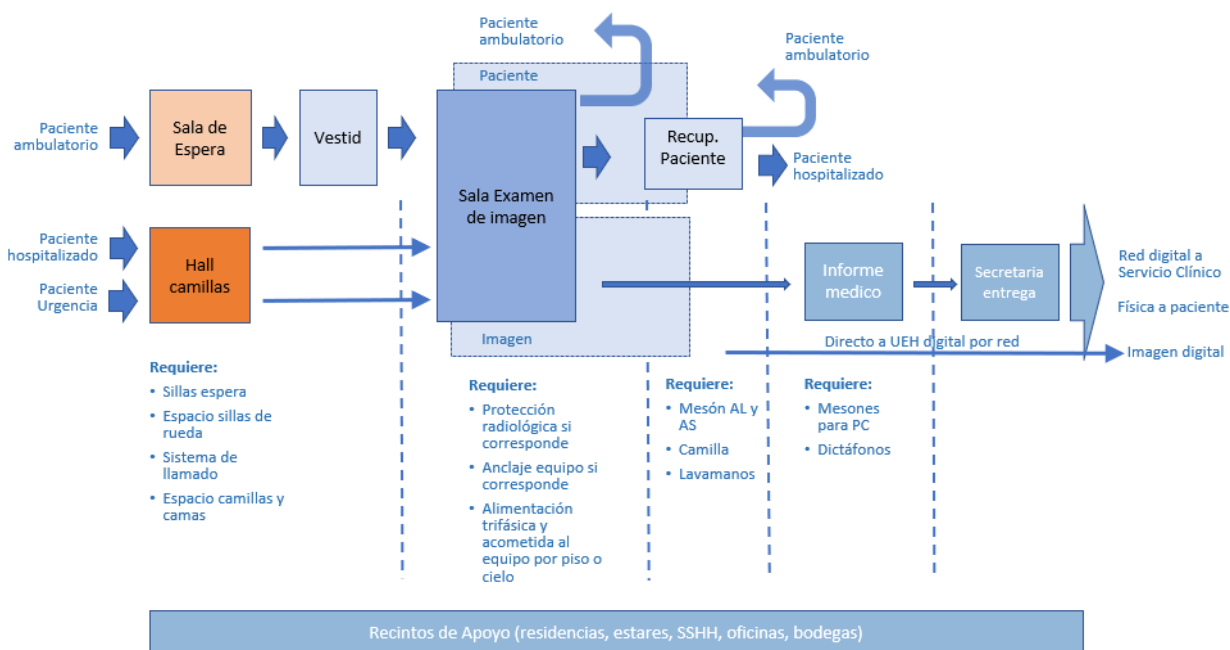 Paciente
ambulatorio
Paciente
ambulatorio
Paciente
Paciente
ambulatorio
Sala de
Espera
Vestid
Recup.
Paciente
Paciente
hospitalizado
Sala Examen
de imagen
Paciente
hospitalizado
Paciente
Urgencia
Hall
camillas
Informe
medico
Secretaria
entrega
Red digital a
Servicio Clínico
Física a paciente
Imagen
Directo a UEH digital por red
Imagen digital
Requiere:
• Sillas espera
• Espacio sillas de
rueda
• Sistema de
llamado
• Espacio camillas y
camas
Requiere:
• Protección
radiológica si
corresponde
• Anclaje equipo si
corresponde
• Alimentación
trifásica y
acometida al
equipo por piso o
cielo
Requiere:
• Mesón AL y
AS
• Camilla
• Lavamanos
Requiere:
• Mesones
para PC
• Dictáfonos
Recintos de Apoyo (residencias, estares, SSHH, oficinas, bodegas)